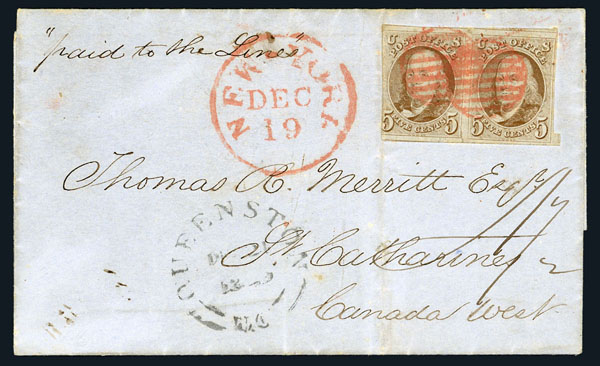 "paid to the Lines"
NEW YORK
DEC
19
U S
POST OFFICE
5 FIVE CENTS 5
U S
POST OFFICE
5 FIVE CENTS 5
Thomas R. Merritt Esq
QUEENSTON
U.C
St Catharines
Canada West